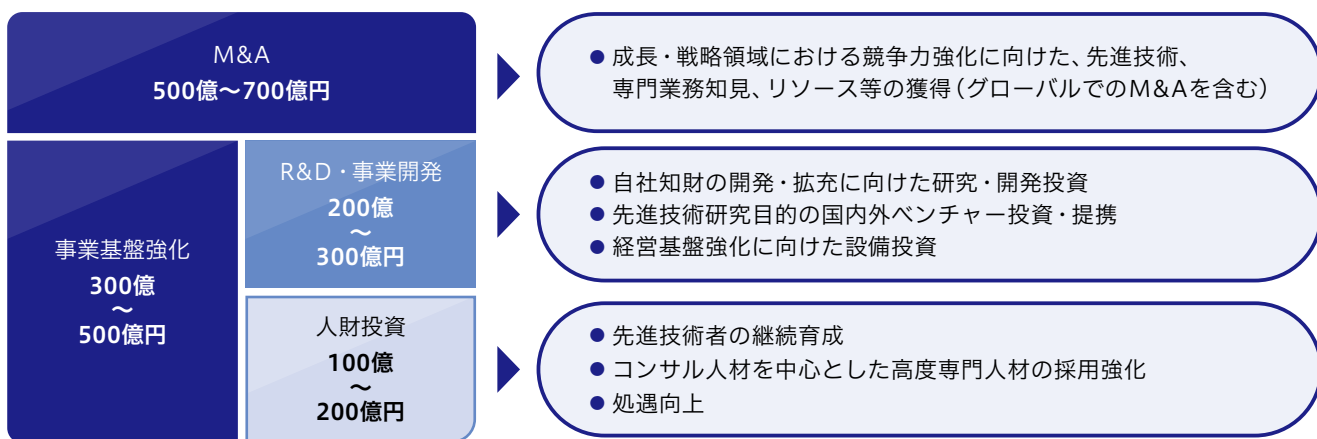 M&A
500億～700億円
● 成長・戦略領域における競争力強化に向けた、先進技術、
専門業務知見、リソース等の獲得（グローバルでのM&Aを含む）
事業基盤強化
300億
～
500億円
R&D・事業開発
200億
～
300億円
● 自社知財の開発・拡充に向けた研究・開発投資
● 先進技術研究目的の国内外ベンチャー投資・提携
● 経営基盤強化に向けた設備投資
人財投資
100億
～
200億円
● 先進技術者の継続育成
● コンサル人材を中心とした高度専門人材の採用強化
● 処遇向上